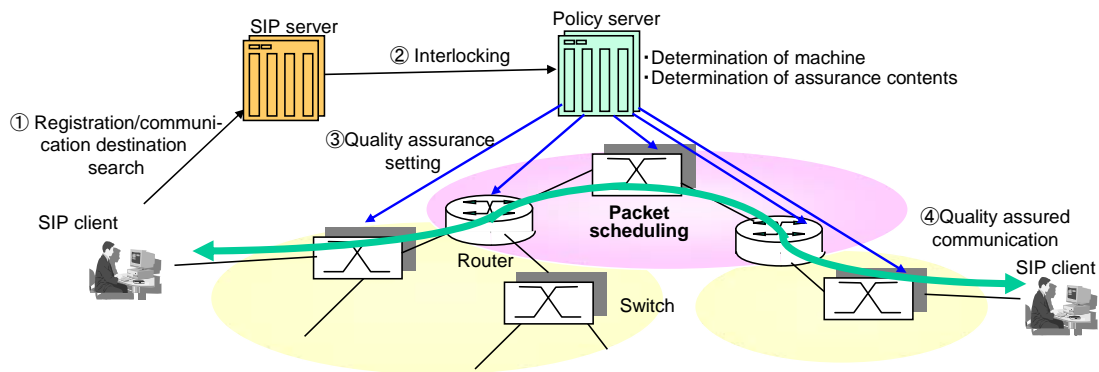 SIP server
Policy server
② Interlocking
・Determination of machine
・Determination of assurance contents
① Registration/communi-
cation destination
search
③Quality assurance
setting
SIP client
Packet
scheduling
④Quality assured
communication
Router
SIP client
Switch